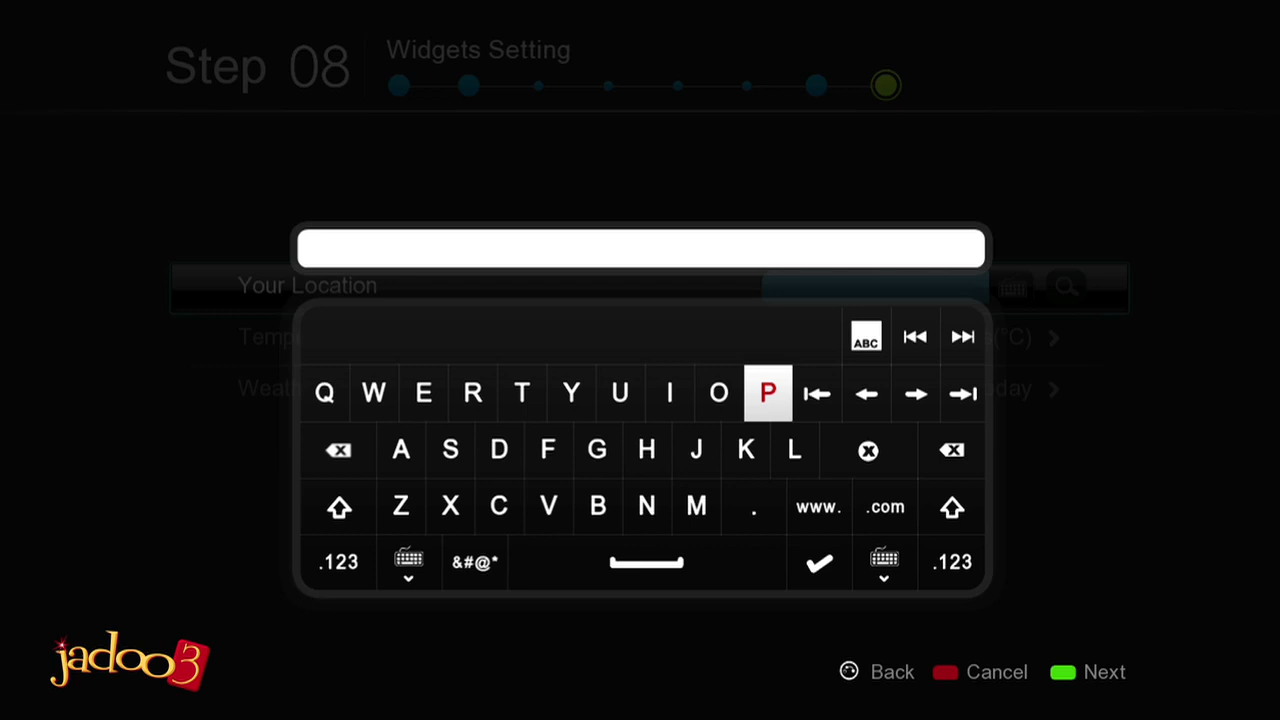 Step 08
Widgets Setting
Your Location
ABC
Q W E R T Y U I O P
A S D F G H J K L
Z X C V B N M . www. .com
.123 &#@* .123
jadoo3
Back Cancel Next